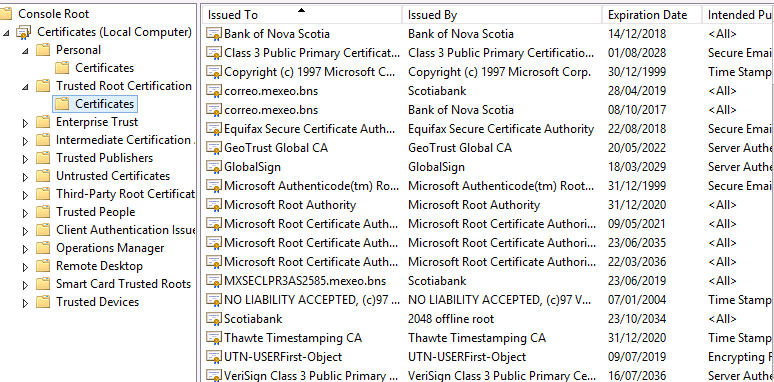 Console Root
Certificates (Local Computer)
Personal
Certificates
Trusted Root Certification
Certificates
Enterprise Trust
Intermediate Certification
Trusted Publishers
Untrusted Certificates
Third-Party Root Certificat
Trusted People
Client Authentication Issue
Operations Manager
Remote Desktop
Smart Card Trusted Roots
Trusted Devices
Issued To Issued By Expiration Date Intended Pu
Bank of Nova Scotia Bank of Nova Scotia 14/12/2018 <All>
Class 3 Public Primary Certificat... Class 3 Public Primary Certificatio... 01/08/2028 Secure Email
Copyright (c) 1997 Microsoft C... Copyright (c) 1997 Microsoft Corp. 30/12/1999 Time Stamp
correo.mexeo.bns Scotiabank 28/04/2019 <All>
correo.mexeo.bns Bank of Nova Scotia 08/10/2017 <All>
Equifax Secure Certificate Auth... Equifax Secure Certificate Authority 22/08/2018 Secure Emai
GeoTrust Global CA GeoTrust Global CA 20/05/2022 Server Authe
GlobalSign GlobalSign 18/03/2029 Server Authe
Microsoft Authenticode(tm) Root... Microsoft Authenticode(tm) Root... 31/12/1999 Secure Emai
Microsoft Root Authority Microsoft Root Authority 31/12/2020 <All>
Microsoft Root Certificate Auth... Microsoft Root Certificate Authori... 09/05/2021 <All>
Microsoft Root Certificate Auth... Microsoft Root Certificate Authori... 23/06/2035 <All>
Microsoft Root Certificate Auth... Microsoft Root Certificate Authori... 22/03/2036 <All>
MXSECLPR3AS2585.mexeo.bns Scotiabank 23/06/2019 <All>
NO LIABILITY ACCEPTED, (c)97 V... NO LIABILITY ACCEPTED, (c)97 Ve... 07/01/2004 Time Stamp
Scotiabank 2048 offline root 23/10/2034 <All>
Thawte Timestamping CA Thawte Timestamping CA 31/12/2020 Time Stamp
UTN-USERFirst-Object UTN-USERFirst-Object 09/07/2019 Encrypting F
VeriSign Class 3 Public Primary ... VeriSign Class 3 Public Primary Ce... 16/07/2036 Server Authe